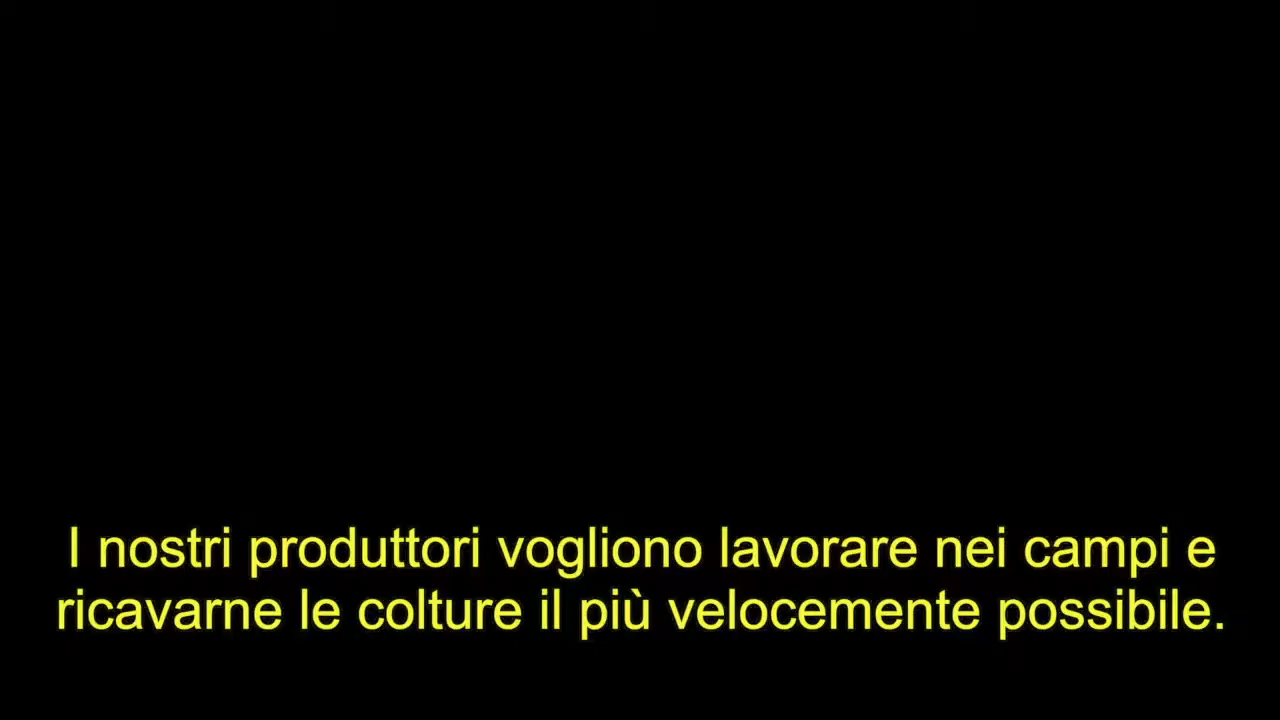 I nostri produttori vogliono lavorare nei campi e
ricavarne le colture il più velocemente possibile.